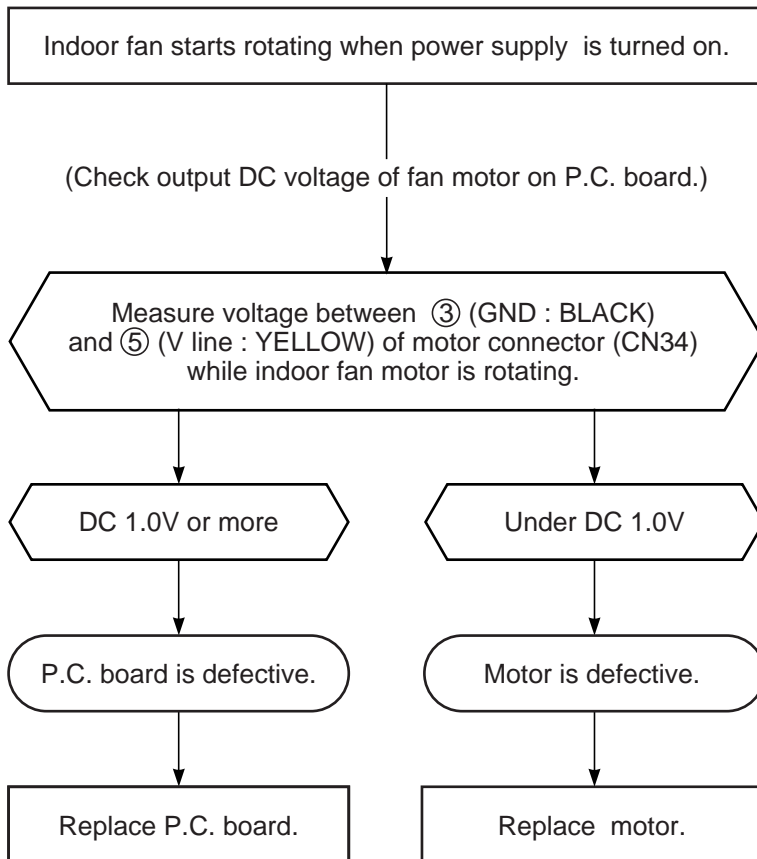 Indoor fan starts rotating when power supply is turned on.
(Check output DC voltage of fan motor on P.C. board.)
Measure voltage between ③ (GND : BLACK)
and ⑤ (V line : YELLOW) of motor connector (CN34)
while indoor fan motor is rotating.
DC 1.0V or more
Under DC 1.0V
P.C. board is defective.
Motor is defective.
Replace P.C. board.
Replace motor.